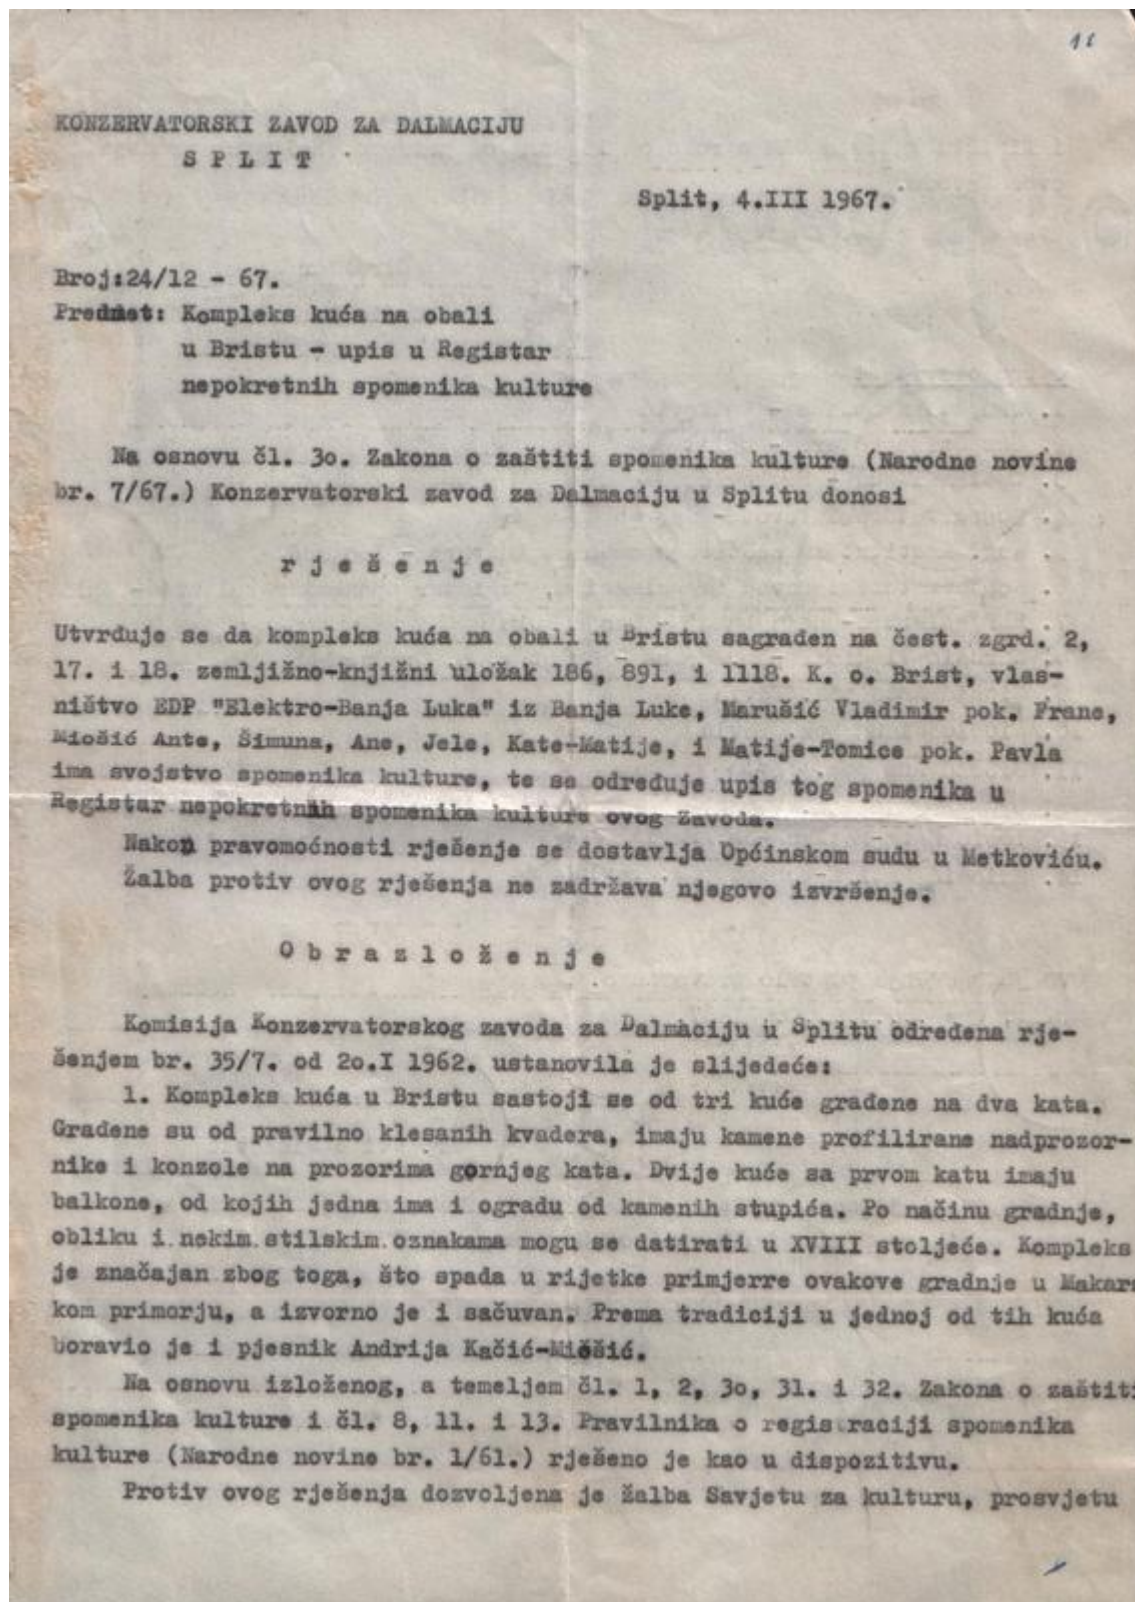 16
KONZERVATORSKI ZAVOD ZA DALMACIJU
S P L I T
Split, 4.III 1967.
Broj:24/12 - 67.
Predmet: Kompleks kuća na obali
u Bristu - upis u Registar
nepokretnih spomenika kulture
Na osnovu čl. 3o. Zakona o zaštiti spomenika kulture (Narodne novine
br. 7/67.) Konzervatorski zavod za Dalmaciju u Splitu donosi
r j e š e n j e
Utvrđuje se da kompleks kuća na obali u Bristu sagrađen na čest. zgrd. 2,
17. i 18. zemljižno-knjižni uložak 186, 891, i 1118. K. o. Brist, vlas-
ništvo EDP "Elektro-Banja Luka" iz Banja Luke, Marušić Vladimir pok. Frane,
Miošić Ante, Šimuna, Ane, Jele, Kate-Matije, i Matije-Tomice pok. Pavla
ima svojstvo spomenika kulture, te se određuje upis tog spomenika u
Registar nepokretnih spomenika kulture ovog Zavoda.
Nakon pravomoćnosti rješenje se dostavlja Općinskom sudu u Metkoviću.
Žalba protiv ovog rješenja ne zadržava njegovo izvršenje.
O b r a z l o ž e n j e
Komisija Konzervatorskog zavoda za Dalmaciju u Splitu određena rje-
šenjem br. 35/7. od 2o.I 1962. ustanovila je slijedeće:
1. Kompleks kuća u Bristu sastoji se od tri kuće građene na dva kata.
Građene su od pravilno klesanih kvadera, imaju kamene profilirane nadprozor-
nike i konzole na prozorima gornjeg kata. Dvije kuće sa prvom katu imaju
balkone, od kojih jedna ima i ogradu od kamenih stupića. Po načinu gradnje,
obliku i nekim stilskim oznakama mogu se datirati u XVIII stoljeće. Kompleks
je značajan zbog toga, što spada u rijetke primjerre ovakove gradnje u Makars
kom primorju, a izvorno je i sačuvan. Prema tradiciji u jednoj od tih kuća
boravio je i pjesnik Andrija Kačić-Miošić.
Na osnovu izloženog, a temeljem čl. 1, 2, 3o, 31. i 32. Zakona o zaštiti
spomenika kulture i čl. 8, 11. i 13. Pravilnika o registraciji spomenika
kulture (Narodne novine br. 1/61.) rješeno je kao u dispozitivu.
Protiv ovog rješenja dozvoljena je žalba Savjetu za kulturu, prosvjetu